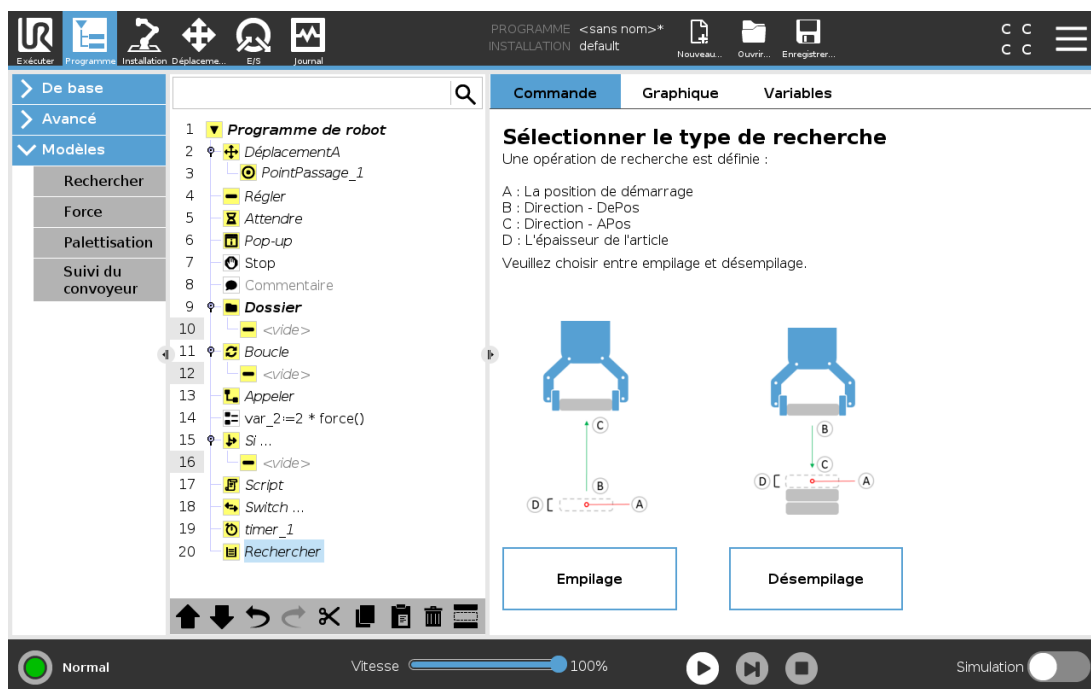 PROGRAMME <sans nom>*
INSTALLATION default
C C
C C
Exécuter
Programme
Installation
Déplaceme...
E/S
Journal
Nouveau...
Ouvrir...
Enregistrer...
De base
Avancé
Modèles
Rechercher
Force
Palettisation
Suivi du
convoyeur
1 Programme de robot
2 DéplacementA
3 PointPassage_1
4 Régler
5 Attendre
6 Pop-up
7 Stop
8 Commentaire
9 Dossier
10 <vide>
11 Boucle
12 <vide>
13 Appeler
14 var_2:=2 * force()
15 Si ...
16 <vide>
17 Script
18 Switch ...
19 timer_1
20 Rechercher
Commande Graphique Variables
Sélectionner le type de recherche
Une opération de recherche est définie :
A : La position de démarrage
B : Direction - DePos
C : Direction - APos
D : L'épaisseur de l'article
Veuillez choisir entre empilage et désempilage.
C
B
D
A
B
C
D
A
Empilage
Désempilage
Normal
Vitesse
100%
Simulation